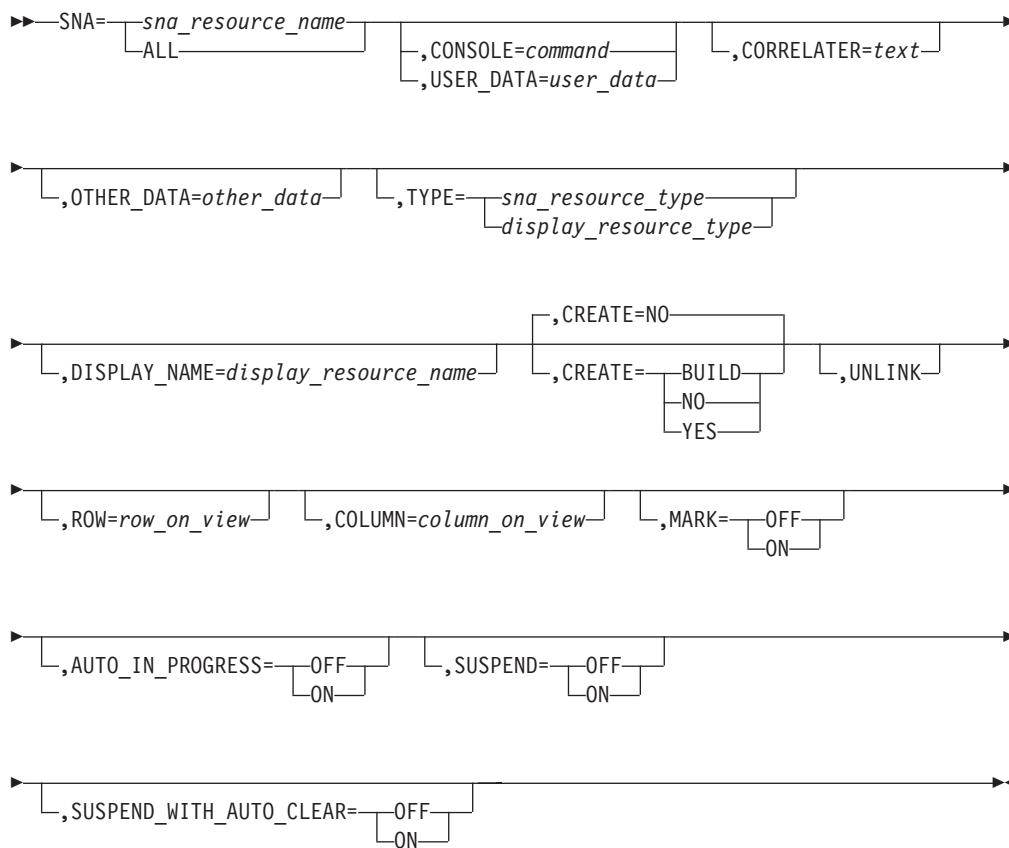 SNA= sna_resource_name
ALL
,CONSOLE=command
,USER_DATA=user_data
,CORRELATER=text
,OTHER_DATA=other_data
,TYPE= sna_resource_type
display_resource_type
,DISPLAY_NAME=display_resource_name
,CREATE=NO
,CREATE= BUILD
NO
YES
,UNLINK
,ROW=row_on_view
,COLUMN=column_on_view
,MARK= OFF
ON
,AUTO_IN_PROGRESS= OFF
ON
,SUSPEND= OFF
ON
,SUSPEND_WITH_AUTO_CLEAR= OFF
ON